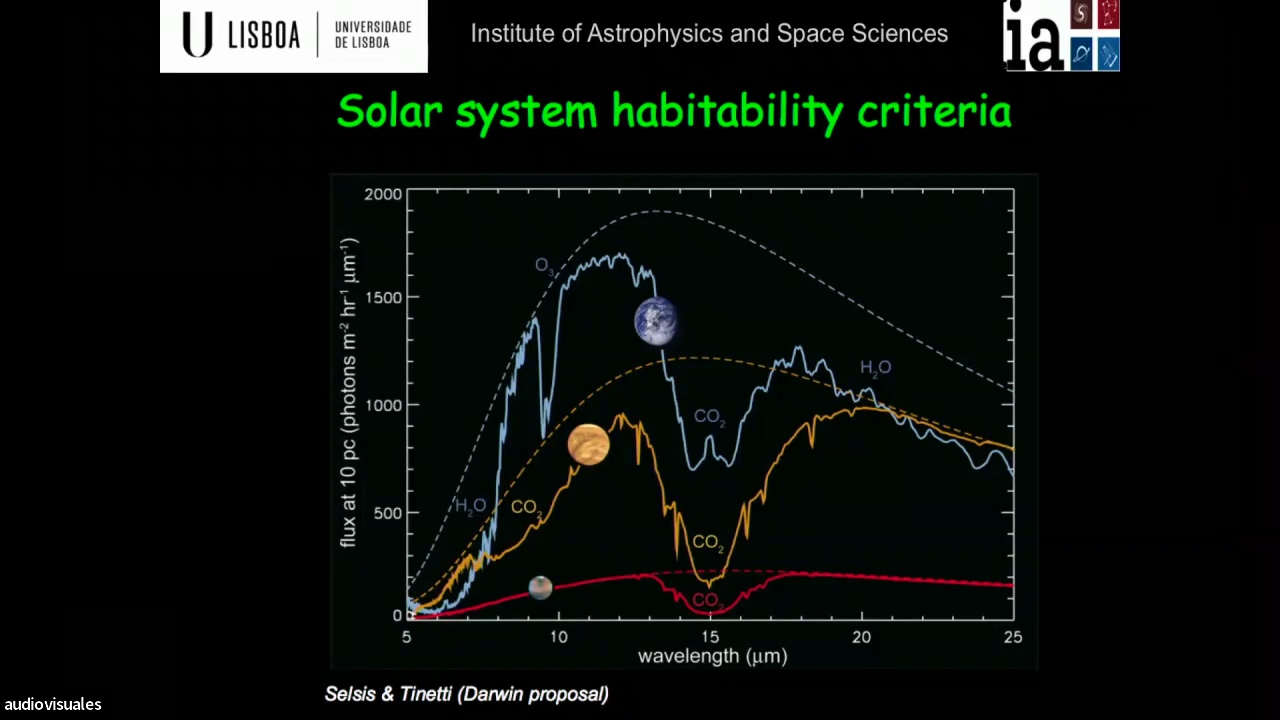 U LISBOA
UNIVERSIDADE
DE LISBOA
Institute of Astrophysics and Space Sciences
ia
Solar system habitability criteria
flux at 10 pc (photons m⁻² hr⁻¹ μm⁻¹)
2000
1500
1000
500
0
O₃
H₂O
CO₂
CO₂
H₂O
CO₂
CO₂
5
10
15
20
25
wavelength (μm)
Selsis & Tinetti (Darwin proposal)
audiovisuales